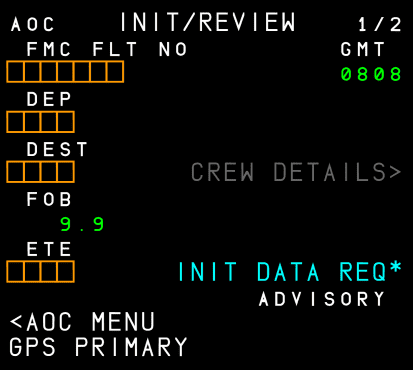 AOC INIT/REVIEW 1/2
FMC FLT NO GMT
0808
DEP
DEST
CREW DETAILS>
FOB
9.9
ETE
INIT DATA REQ*
ADVISORY
<AOC MENU
GPS PRIMARY